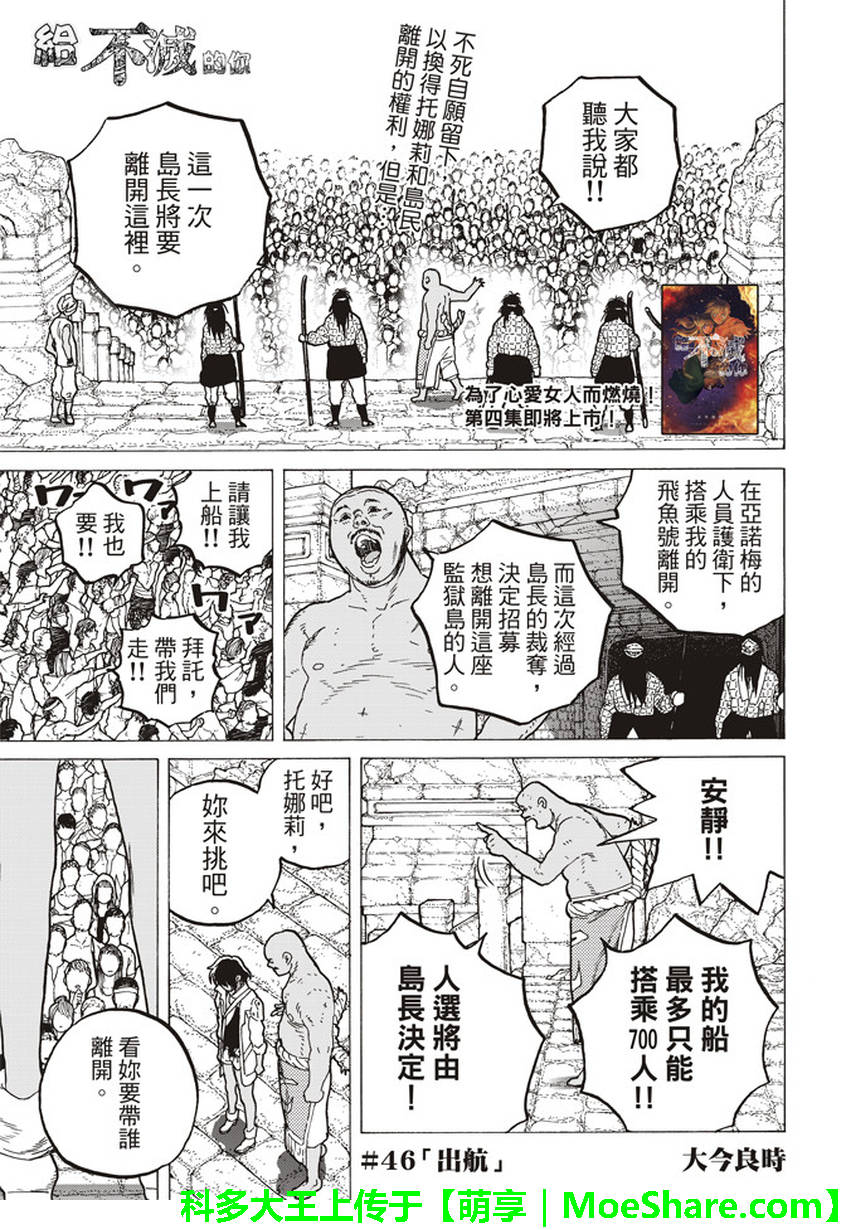 給不滅的你
大家都
聽我說!!
不死自願留下，
以換得托娜莉和島民
離開的權利，但是…
這一次
島長將要
離開這裡。
為了心愛女人而燃燒！
第四集即將上市！
在亞諾梅的
人員護衛下，
搭乘我的
飛魚號離開。
而這次經過
島長的裁奪，
決定招募
想離開這座
監獄島的人。
ワー
ワー
ワァ
請讓我
上船!!
我也
要!!
拜託，
帶我們
走!!
安靜!!
我的船
最多只能
搭乘700人!!
人選將由
島長決定！
好吧，
托娜莉，
妳來挑吧。
看妳要帶誰
離開。
#46「出航」
大今良時
科多大王上传于【萌享｜MoeShare.com】